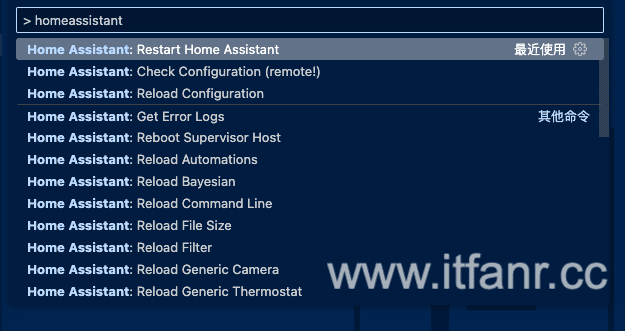 > homeassistant
Home Assistant: Restart Home Assistant 最近使用
Home Assistant: Check Configuration (remote!)
Home Assistant: Reload Configuration
Home Assistant: Get Error Logs 其他命令
Home Assistant: Reboot Supervisor Host
Home Assistant: Reload Automations
Home Assistant: Reload Bayesian
Home Assistant: Reload Command Line
Home Assistant: Reload File Size
Home Assistant: Reload Filter
Home Assistant: Reload Generic Camera
Home Assistant: Reload Generic Thermostat
www.itfanr.cc